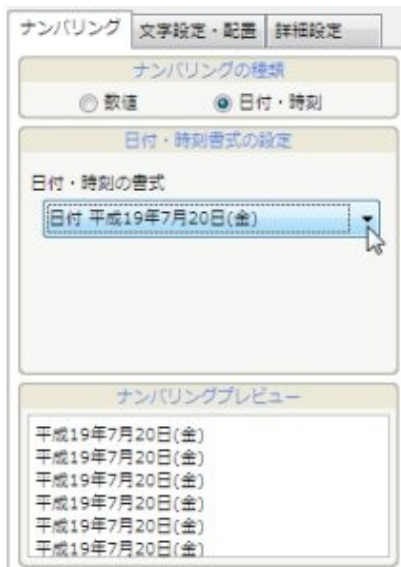 ナンバリング 文字設定・配置 詳細設定
ナンバリングの種類
数値 日付・時刻
日付・時刻書式の設定
日付・時刻の書式
日付 平成19年7月20日(金)
ナンバリングプレビュー
平成19年7月20日(金)
平成19年7月20日(金)
平成19年7月20日(金)
平成19年7月20日(金)
平成19年7月20日(金)
平成19年7月20日(金)